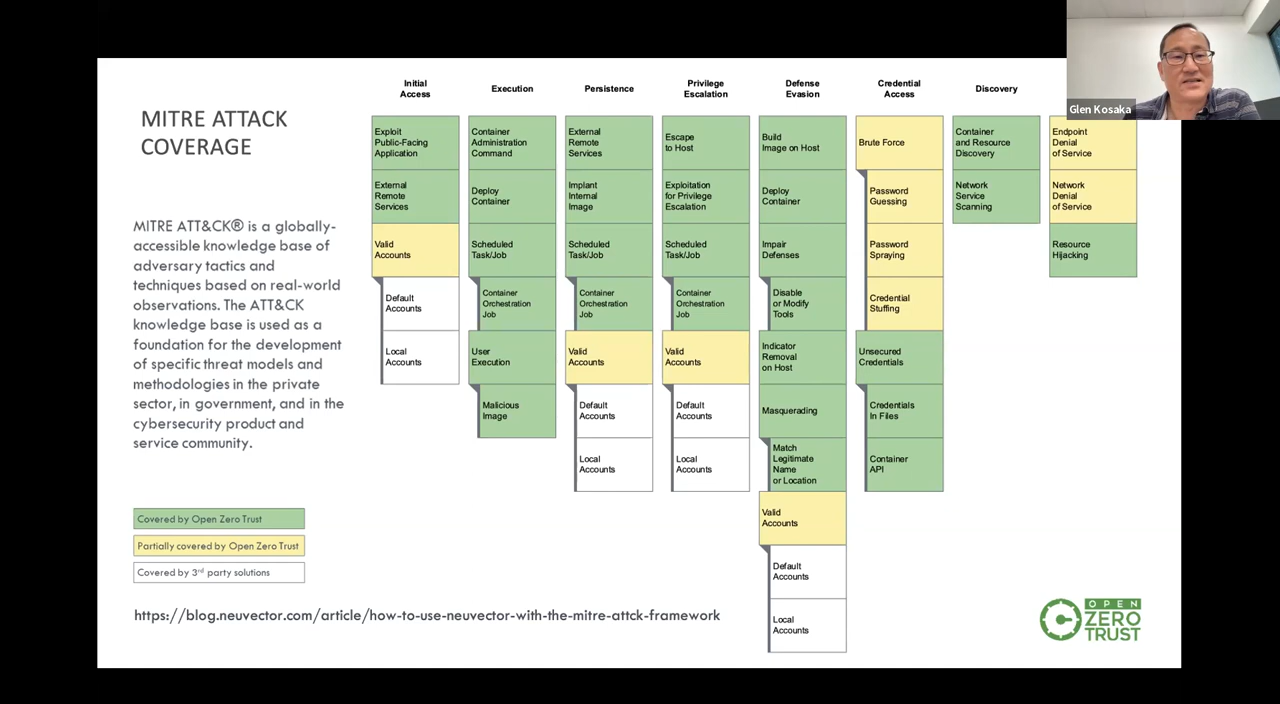 Glen Kosaka
MITRE ATTACK
COVERAGE
MITRE ATT&CK® is a globally-
accessible knowledge base of
adversary tactics and
techniques based on real-world
observations. The ATT&CK
knowledge base is used as a
foundation for the development
of specific threat models and
methodologies in the private
sector, in government, and in the
cybersecurity product and
service community.
Covered by Open Zero Trust
Partially covered by Open Zero Trust
Covered by 3rd party solutions
https://blog.neuvector.com/article/how-to-use-neuvector-with-the-mitre-attck-framework
Initial
Access
Exploit
Public-Facing
Application
External
Remote
Services
Valid
Accounts
Default
Accounts
Local
Accounts
Execution
Container
Administration
Command
Deploy
Container
Scheduled
Task/Job
Container
Orchestration
Job
User
Execution
Malicious
Image
Persistence
External
Remote
Services
Implant
Internal
Image
Scheduled
Task/Job
Container
Orchestration
Job
Valid
Accounts
Default
Accounts
Local
Accounts
Privilege
Escalation
Escape
to Host
Exploitation
for Privilege
Escalation
Scheduled
Task/Job
Container
Orchestration
Job
Valid
Accounts
Default
Accounts
Local
Accounts
Defense
Evasion
Build
Image on Host
Deploy
Container
Impair
Defenses
Disable
or Modify
Tools
Indicator
Removal
on Host
Masquerading
Match
Legitimate
Name
or Location
Valid
Accounts
Default
Accounts
Local
Accounts
Credential
Access
Brute Force
Password
Guessing
Password
Spraying
Credential
Stuffing
Unsecured
Credentials
Credentials
In Files
Container
API
Discovery
Container
and Resource
Discovery
Network
Service
Scanning
Endpoint
Denial
of Service
Network
Denial
of Service
Resource
Hijacking
OPEN
ZERO
TRUST